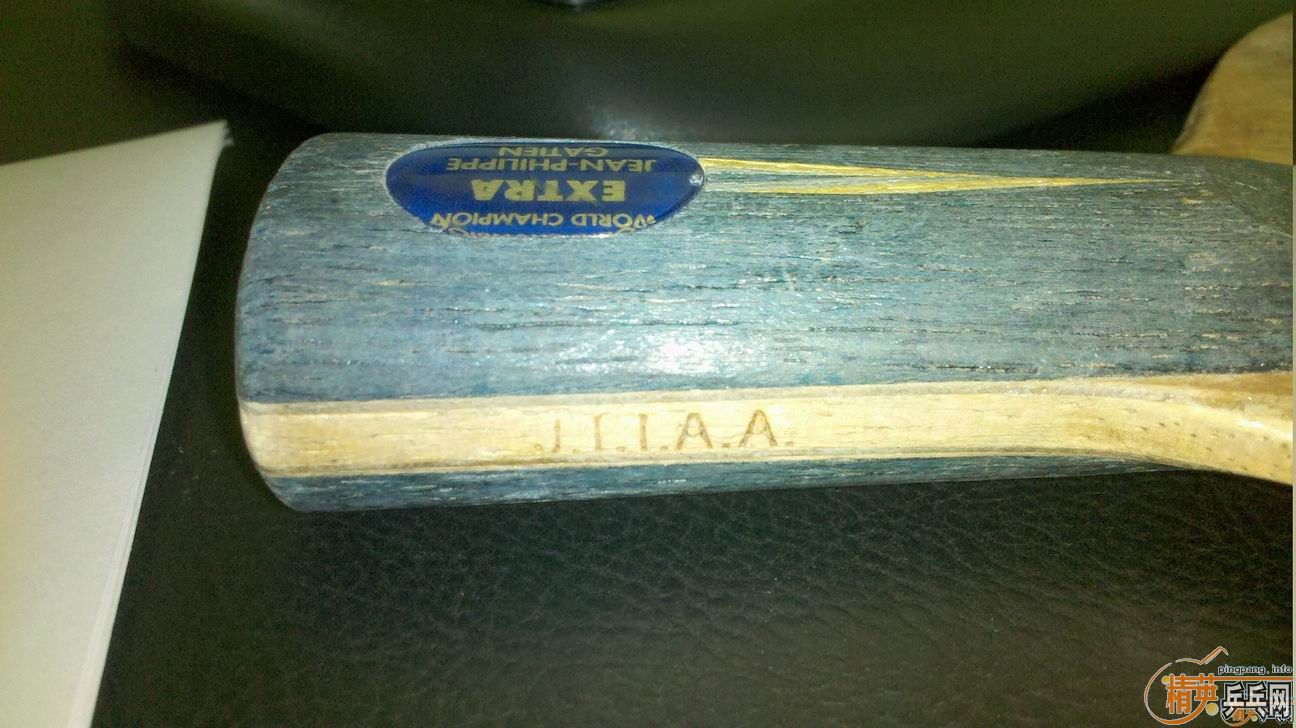 WORLD CHAMPION
EXTRA
JEAN-PHILIPPE
GATIEN
J.T.T.A.A.
pingpang.info
精英乒乓网